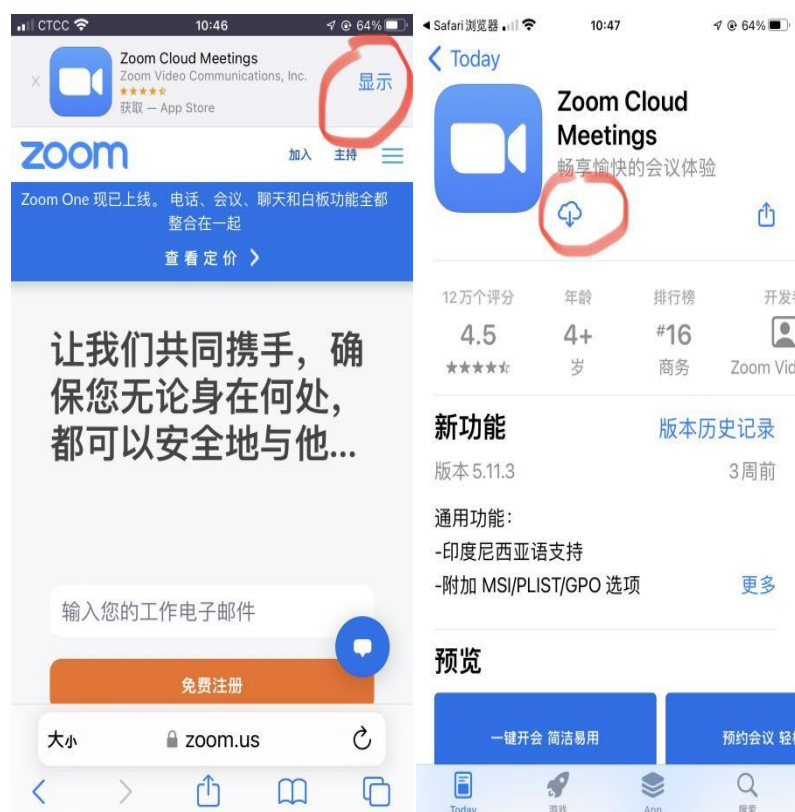 CTCC 10:46 64%
Zoom Cloud Meetings
Zoom Video Communications, Inc.
获取 — App Store
显示
zoom 加入 主持
Zoom One 现已上线。 电话、会议、聊天和白板功能全都
整合在一起
查看定价
让我们共同携手，确
保您无论身在何处，
都可以安全地与他...
输入您的工作电子邮件
免费注册
大小 zoom.us
Safari 浏览器 10:47 64%
Today
Zoom Cloud
Meetings
畅享愉快的会议体验
12万个评分 年龄 排行榜 开发
4.5 4+ #16
岁 商务 Zoom Vid
新功能 版本历史记录
版本 5.11.3 3周前
通用功能：
-印度尼西亚语支持
-附加 MSI/PLIST/GPO 选项 更多
预览
一键开会 简洁易用 预约会议
Today 游戏 App 搜索